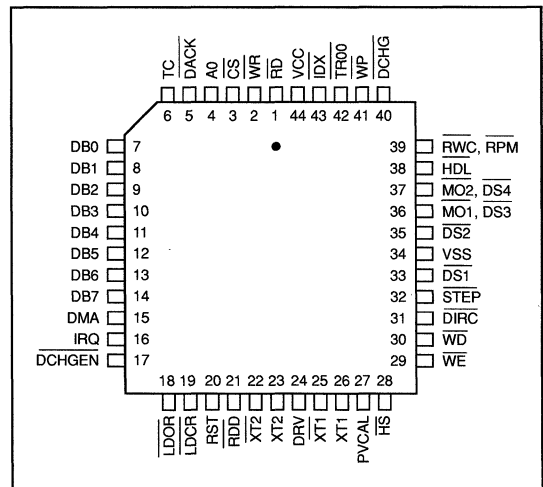 TC DACK A0 CS WR RD VCC IDX TR00 WP DCHG
6 5 4 3 2 1 44 43 42 41 40
DB0 7 39 RWC, RPM
DB1 8 38 HDL
DB2 9 37 MO2, DS4
DB3 10 36 MO1, DS3
DB4 11 35 DS2
DB5 12 34 VSS
DB6 13 33 DS1
DB7 14 32 STEP
DMA 15 31 DIRC
IRQ 16 30 WD
DCHGEN 17 29 WE
18 19 20 21 22 23 24 25 26 27 28
LDOR LDCR RST RDD XT2 XT2 DRV XT1 XT1 PVCAL HS